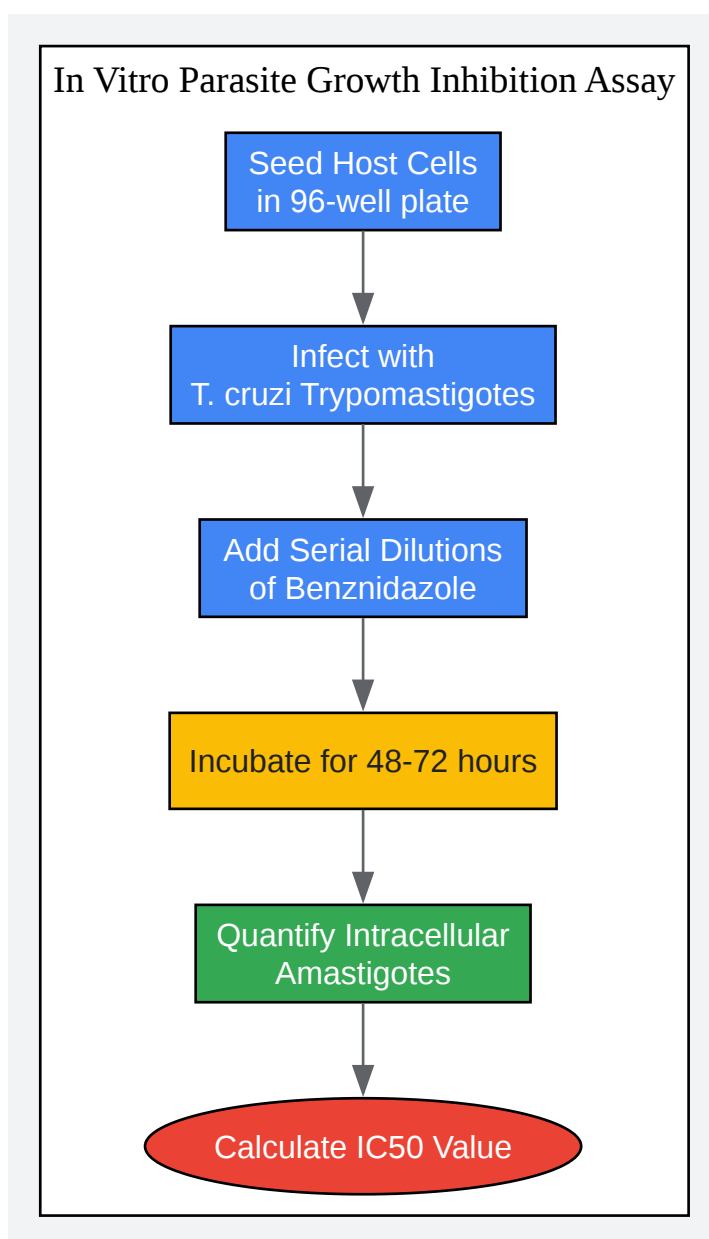 In Vitro Parasite Growth Inhibition Assay
Seed Host Cells
in 96-well plate
Infect with
T. cruzi Trypomastigotes
Add Serial Dilutions
of Benznidazole
Incubate for 48-72 hours
Quantify Intracellular
Amastigotes
Calculate IC50 Value